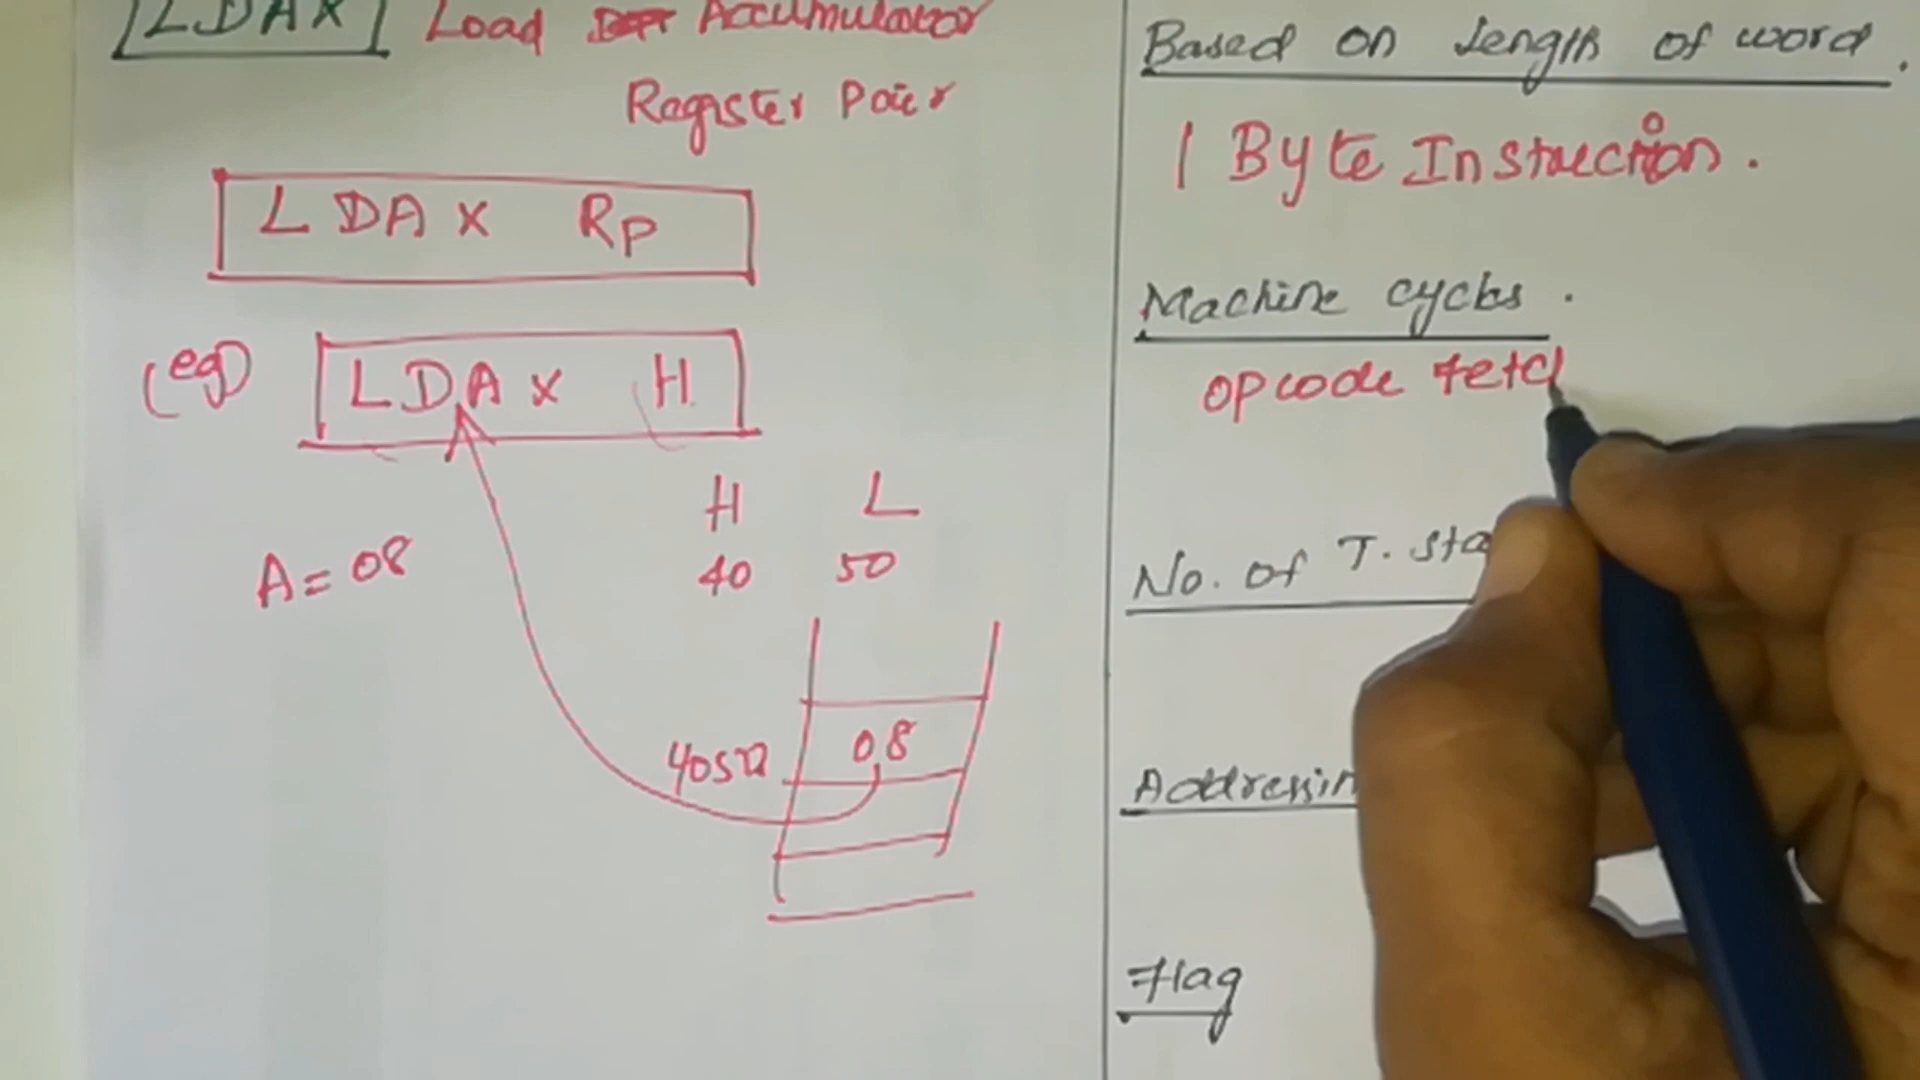 LDAX Load Accumulator
Register Pair
LDAX RP
(eg) LDAX H
H L
A = 08
40 50
08
Based on length of word.
1 Byte Instruction.
Machine cycles.
opcode fetch
No. of T. sta
Addressin
Flag